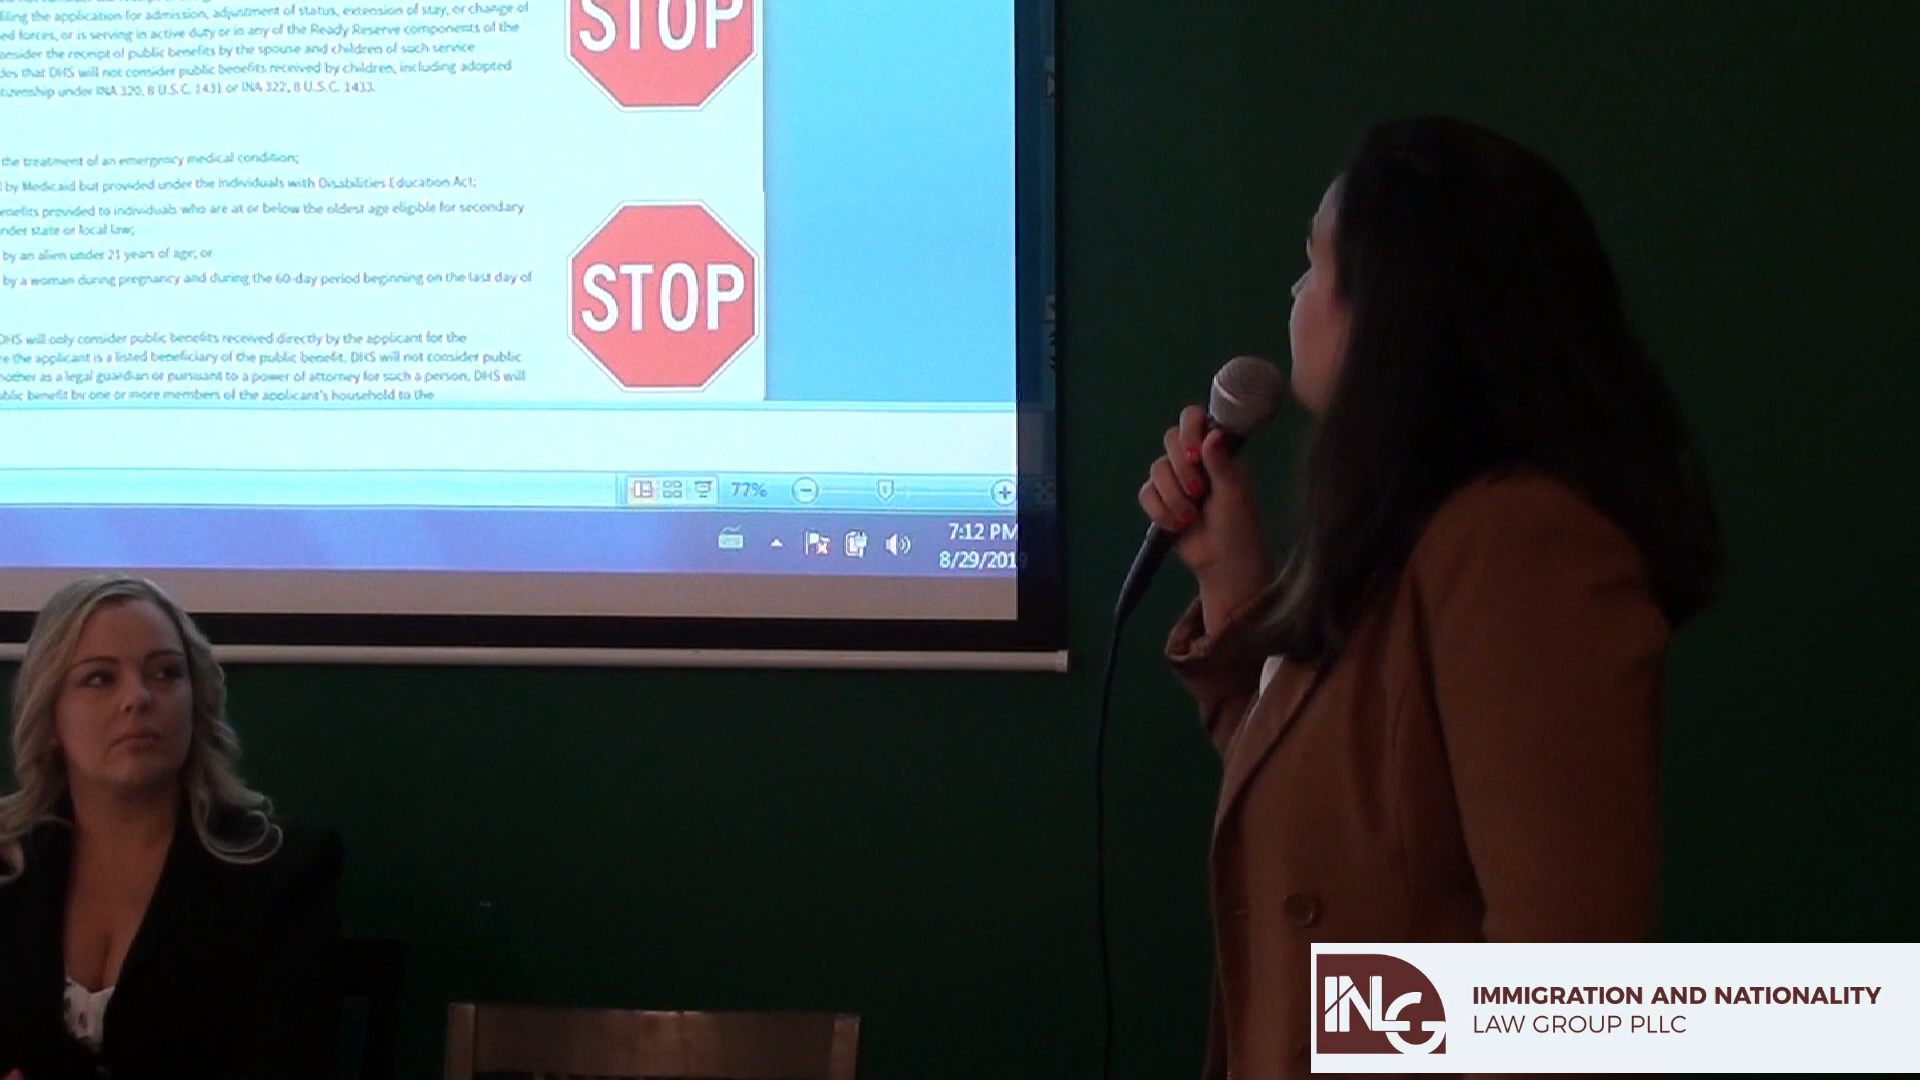 filing the application for admission, adjustment of status, extension of stay, or change of
ed forces, or is serving in active duty or in any of the Ready Reserve components of the
onsider the receipt of public benefits by the spouse and children of such service
des that DHS will not consider public benefits received by children, including adopted
tizenship under INA 320, 8 U.S.C. 1431 or INA 322, 8 U.S.C. 1433.
STOP
the treatment of an emergency medical condition;
by Medicaid but provided under the Individuals with Disabilities Education Act;
enefits provided to individuals who are at or below the oldest age eligible for secondary
nder state or local law;
by an alien under 21 years of age; or
by a woman during pregnancy and during the 60-day period beginning on the last day of
STOP
DHS will only consider public benefits received directly by the applicant for the
re the applicant is a listed beneficiary of the public benefit. DHS will not consider public
nother as a legal guardian or pursuant to a power of attorney for such a person. DHS will
ublic benefit by one or more members of the applicant's household to the
77%
7:12 PM
8/29/201
INLG
IMMIGRATION AND NATIONALITY
LAW GROUP PLLC